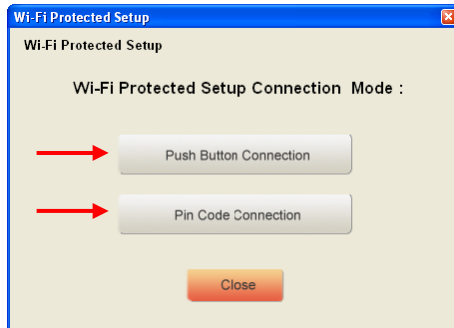 Wi-Fi Protected Setup
Wi-Fi Protected Setup
Wi-Fi Protected Setup Connection Mode :
Push Button Connection
Pin Code Connection
Close